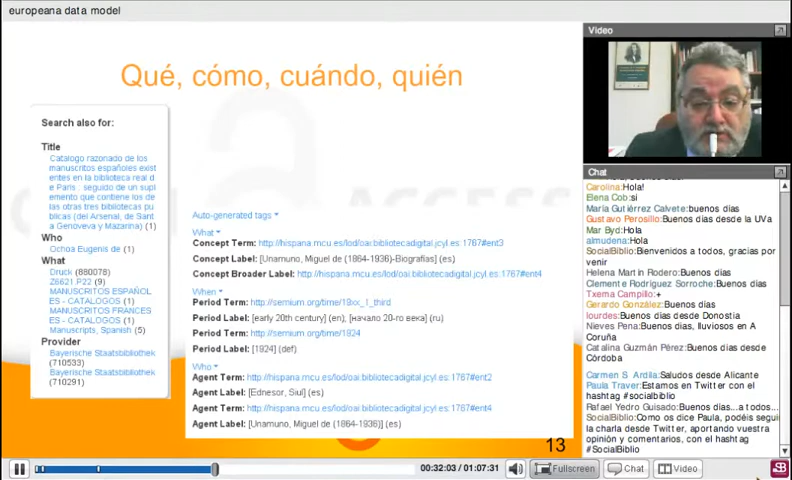 europeana data model
Qué, cómo, cuándo, quién
Search also for:
Title
Catálogo razonado de los
manuscritos españoles exist
entes en la biblioteca real d
e Paris : seguido de un supl
emento que contiene los de
las otras tres bibliotecas pu
blicas (del Arsenal, de Sant
a Genoveva y Mazarina) (1)
Who
Ochoa Eugenis de (1)
What
Druck (880078)
Z6621.P22 (9)
MANUSCRITOS ESPAÑOL
ES - CATALOGOS (1)
MANUSCRITOS FRANCES
ES - CATALOGOS (1)
Manuscripts, Spanish (5)
Provider
Bayerische Staatsbibliothek
(710533)
Bayerische Staatsbibliothek
(710291)
Auto-generated tags
What
Concept Term: http://hispana.mcu.es/lod/oai:bibliotecadigital.jcyl.es:1767#ent3
Concept Label: [Unamuno, Miguel de (1864-1936)-Biografías] (es)
Concept Broader Label: http://hispana.mcu.es/lod/oai:bibliotecadigital.jcyl.es:1767#ent4
When
Period Term: http://semium.org/time/19xx_1_third
Period Label: [early 20th century] (en), [начало 20-го века] (ru)
Period Term: http://semium.org/time/1924
Period Label: [1924] (def)
Who
Agent Term: http://hispana.mcu.es/lod/oai:bibliotecadigital.jcyl.es:1767#ent2
Agent Label: [Ednesor, Siul] (es)
Agent Term: http://hispana.mcu.es/lod/oai:bibliotecadigital.jcyl.es:1767#ent4
Agent Label: [Unamuno, Miguel de (1864-1936)] (es)
13
Video
Chat
Carolina:Hola!
Elena Cob:si
María Gutiérrez Calvete:buenos días
Gustavo Perosillo:Buenos días desde la UVa
Mar Byd:Hola
almudena:Hola
SocialBiblio:Bienvenidos a todos, gracias por
venir
Helena Martín Rodero:Buenos días
Clemente Rodríguez Sorroche:Buenos días
Txema Campillo:+
Gerardo González:Buenos días
lourdes:Buenos días desde Donostia
Nieves Pena:Buenos días, lluviosos en A
Coruña
Catalina Guzmán Pérez:Buenos días desde
Córdoba
Carmen S. Ardila:Saludos desde Alicante
Paula Traver:Estamos en Twitter con el
hashtag #socialbiblio
Rafael Yedro Guisado:Buenos días...a todos...
SocialBiblio:Como os dice Paula, podéis segui
la charla desde Twitter, aportando vuestra
opinión y comentarios, con el hashtag
#SocialBiblio
00:32:03 / 01:07:31
Fullscreen
Chat
Video